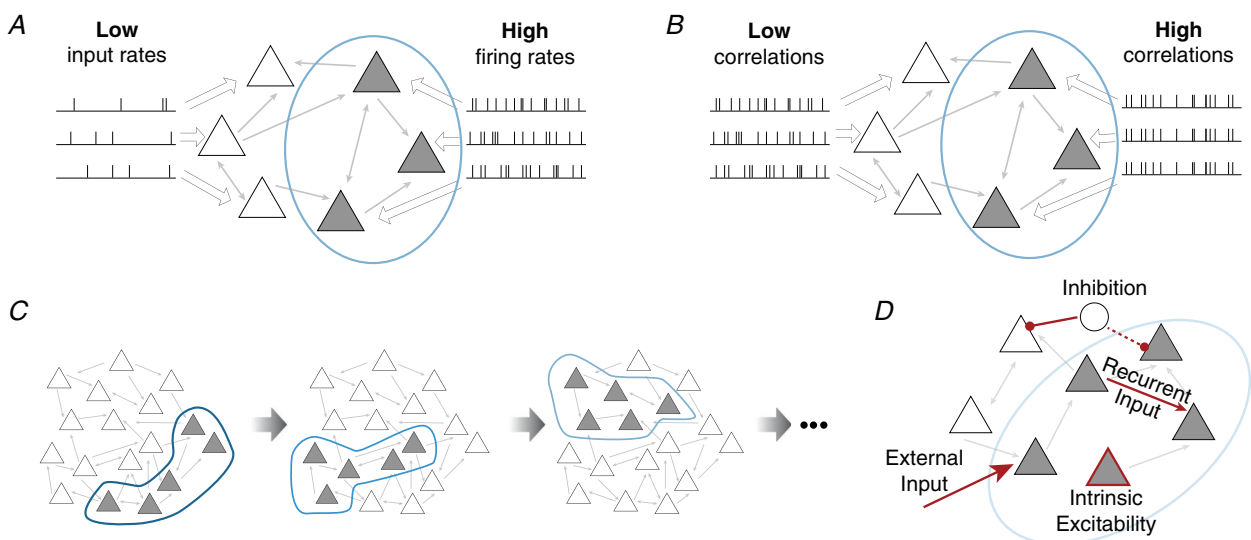 A
Low
input rates
High
firing rates
B
Low
correlations
High
correlations
C
•••
D
Inhibition
Recurrent
Input
External
Input
Intrinsic
Excitability